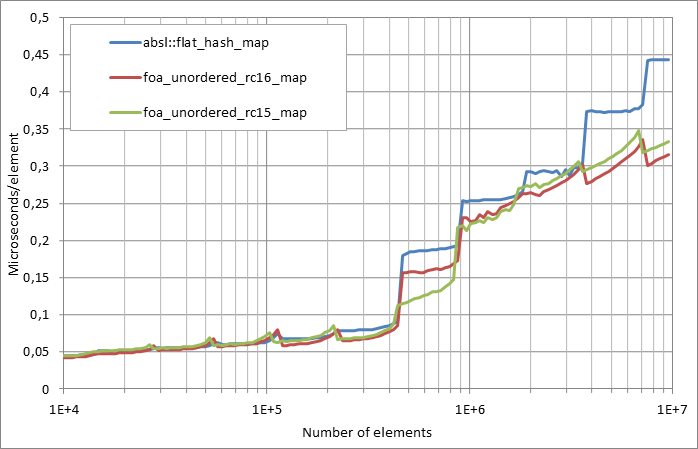 0,5
0,45
0,4
0,35
0,3
0,25
0,2
0,15
0,1
0,05
0
Microseconds/element
absl::flat_hash_map
foa_unordered_rc16_map
foa_unordered_rc15_map
1E+4
1E+5
1E+6
1E+7
Number of elements